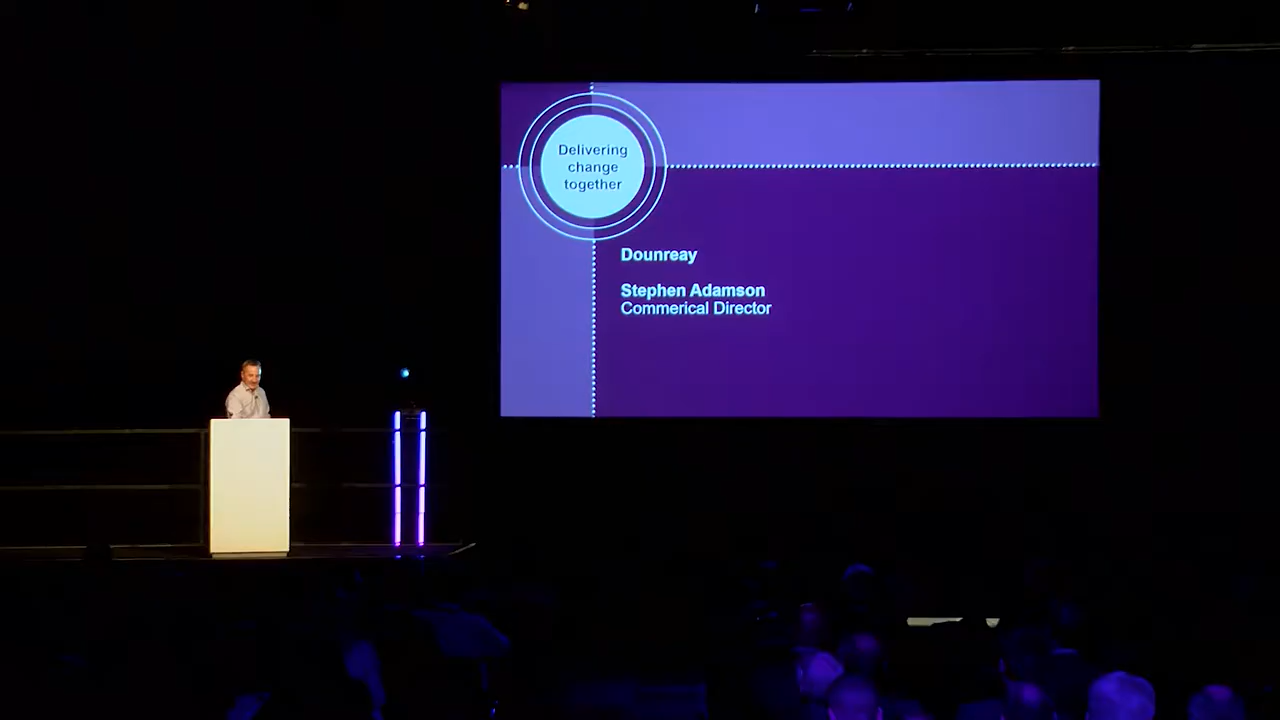 Delivering
change
together
Dounreay
Stephen Adamson
Commerical Director